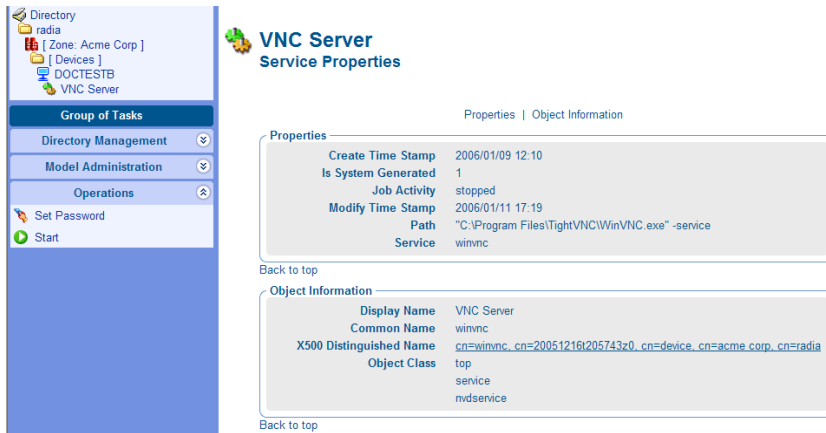 Directory
radia
[ Zone: Acme Corp ]
[ Devices ]
DOCTESTB
VNC Server
Group of Tasks
Directory Management
Model Administration
Operations
Set Password
Start
VNC Server
Service Properties
Properties | Object Information
Properties
Create Time Stamp 2006/01/09 12:10
Is System Generated 1
Job Activity stopped
Modify Time Stamp 2006/01/11 17:19
Path "C:\Program Files\TightVNC\WinVNC.exe" -service
Service winvnc
Back to top
Object Information
Display Name VNC Server
Common Name winvnc
X500 Distinguished Name cn=winvnc, cn=20051216t205743z0, cn=device, cn=acme corp, cn=radia
Object Class top
service
nvdservice
Back to top